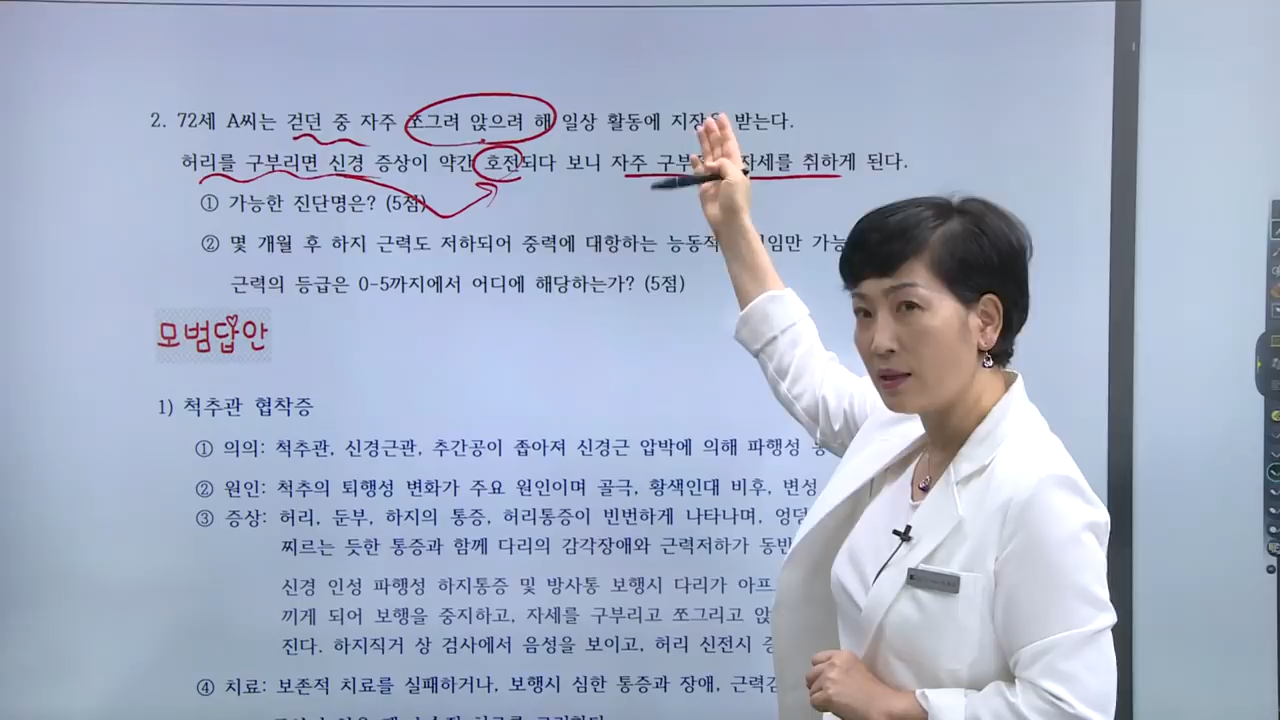 2. 72세 A씨는 걷던 중 자주 쪼그려 앉으려 해 일상 활동에 지장을 받는다.
허리를 구부리면 신경 증상이 약간 호전되다 보니 자주 구부 자세를 취하게 된다.
① 가능한 진단명은? (5점)
② 몇 개월 후 하지 근력도 저하되어 중력에 대항하는 능동적 임만 가능
근력의 등급은 0-5까지에서 어디에 해당하는가? (5점)
모범답안
1) 척추관 협착증
① 의의: 척추관, 신경근관, 추간공이 좁아져 신경근 압박에 의해 파행성
② 원인: 척추의 퇴행성 변화가 주요 원인이며 골극, 황색인대 비후, 변성
③ 증상: 허리, 둔부, 하지의 통증, 허리통증이 빈번하게 나타나며, 엉덩
찌르는 듯한 통증과 함께 다리의 감각장애와 근력저하가 동반
신경 인성 파행성 하지통증 및 방사통 보행시 다리가 아프
끼게 되어 보행을 중지하고, 자세를 구부리고 쪼그리고 앉
진다. 하지직거 상 검사에서 음성을 보이고, 허리 신전시
④ 치료: 보존적 치료를 실패하거나, 보행시 심한 통증과 장애, 근력감